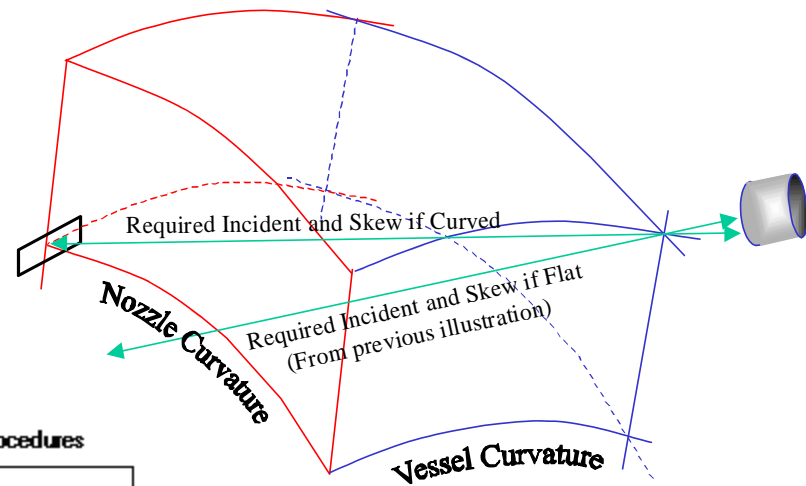 Required Incident and Skew if Curved
Required Incident and Skew if Flat
(From previous illustration)
Nozzle Curvature
Vessel Curvature